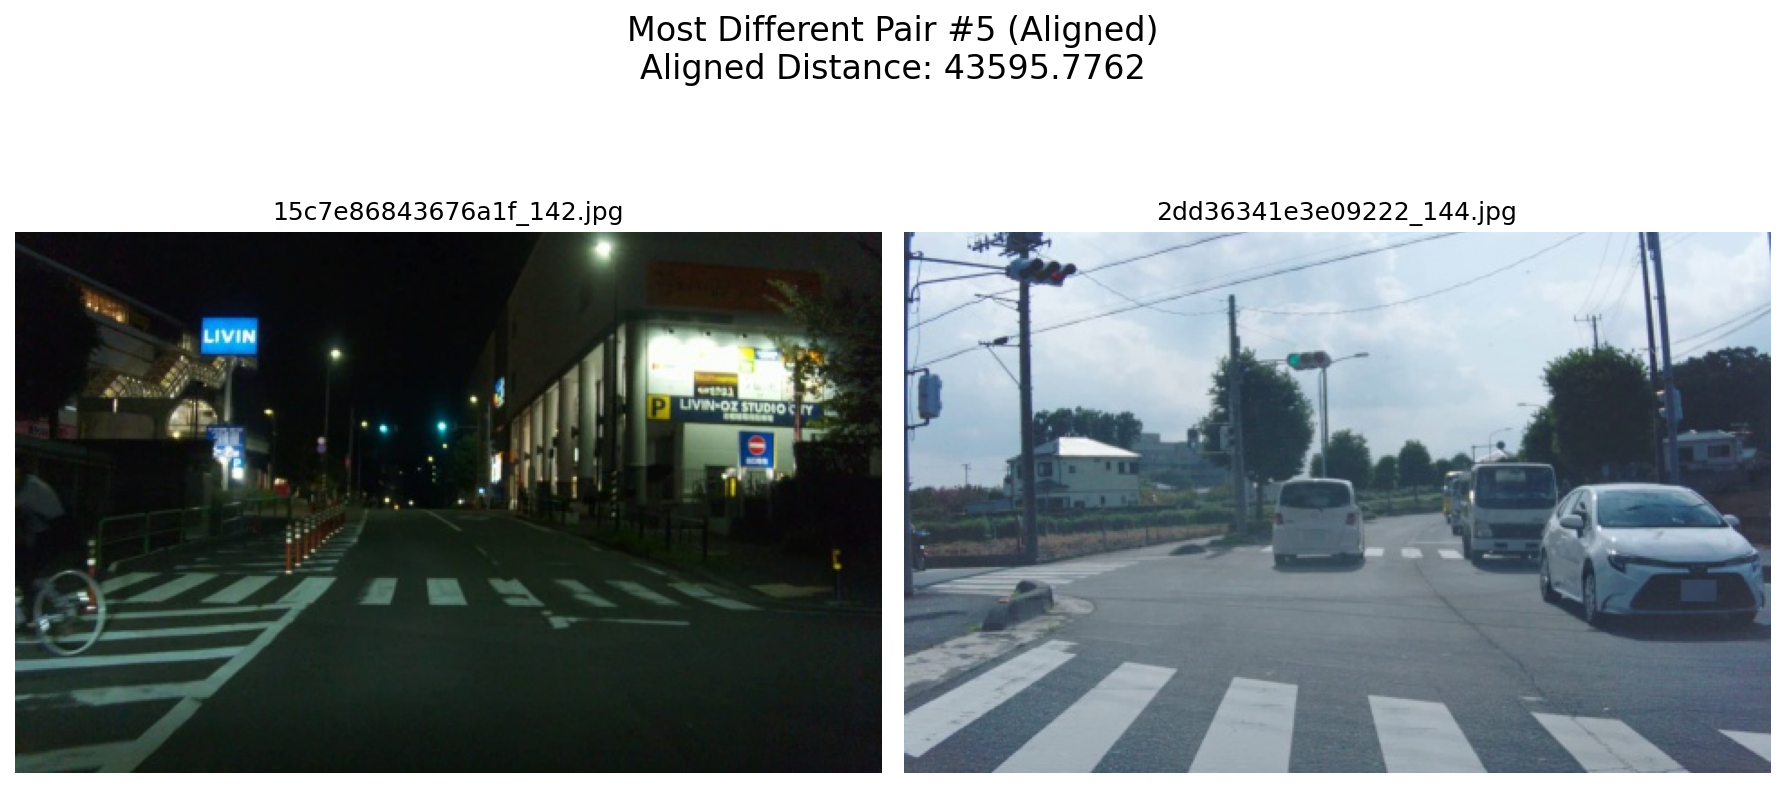 Most Different Pair #5 (Aligned)
Aligned Distance: 43595.7762
15c7e86843676a1f_142.jpg
2dd36341e3e09222_144.jpg
LIVIN
P LIVIN OZ STUDIO CITY
P